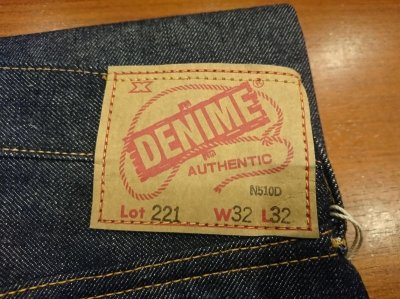 DENIME®
AUTHENTIC
N510D
Lot 221 W32 L32